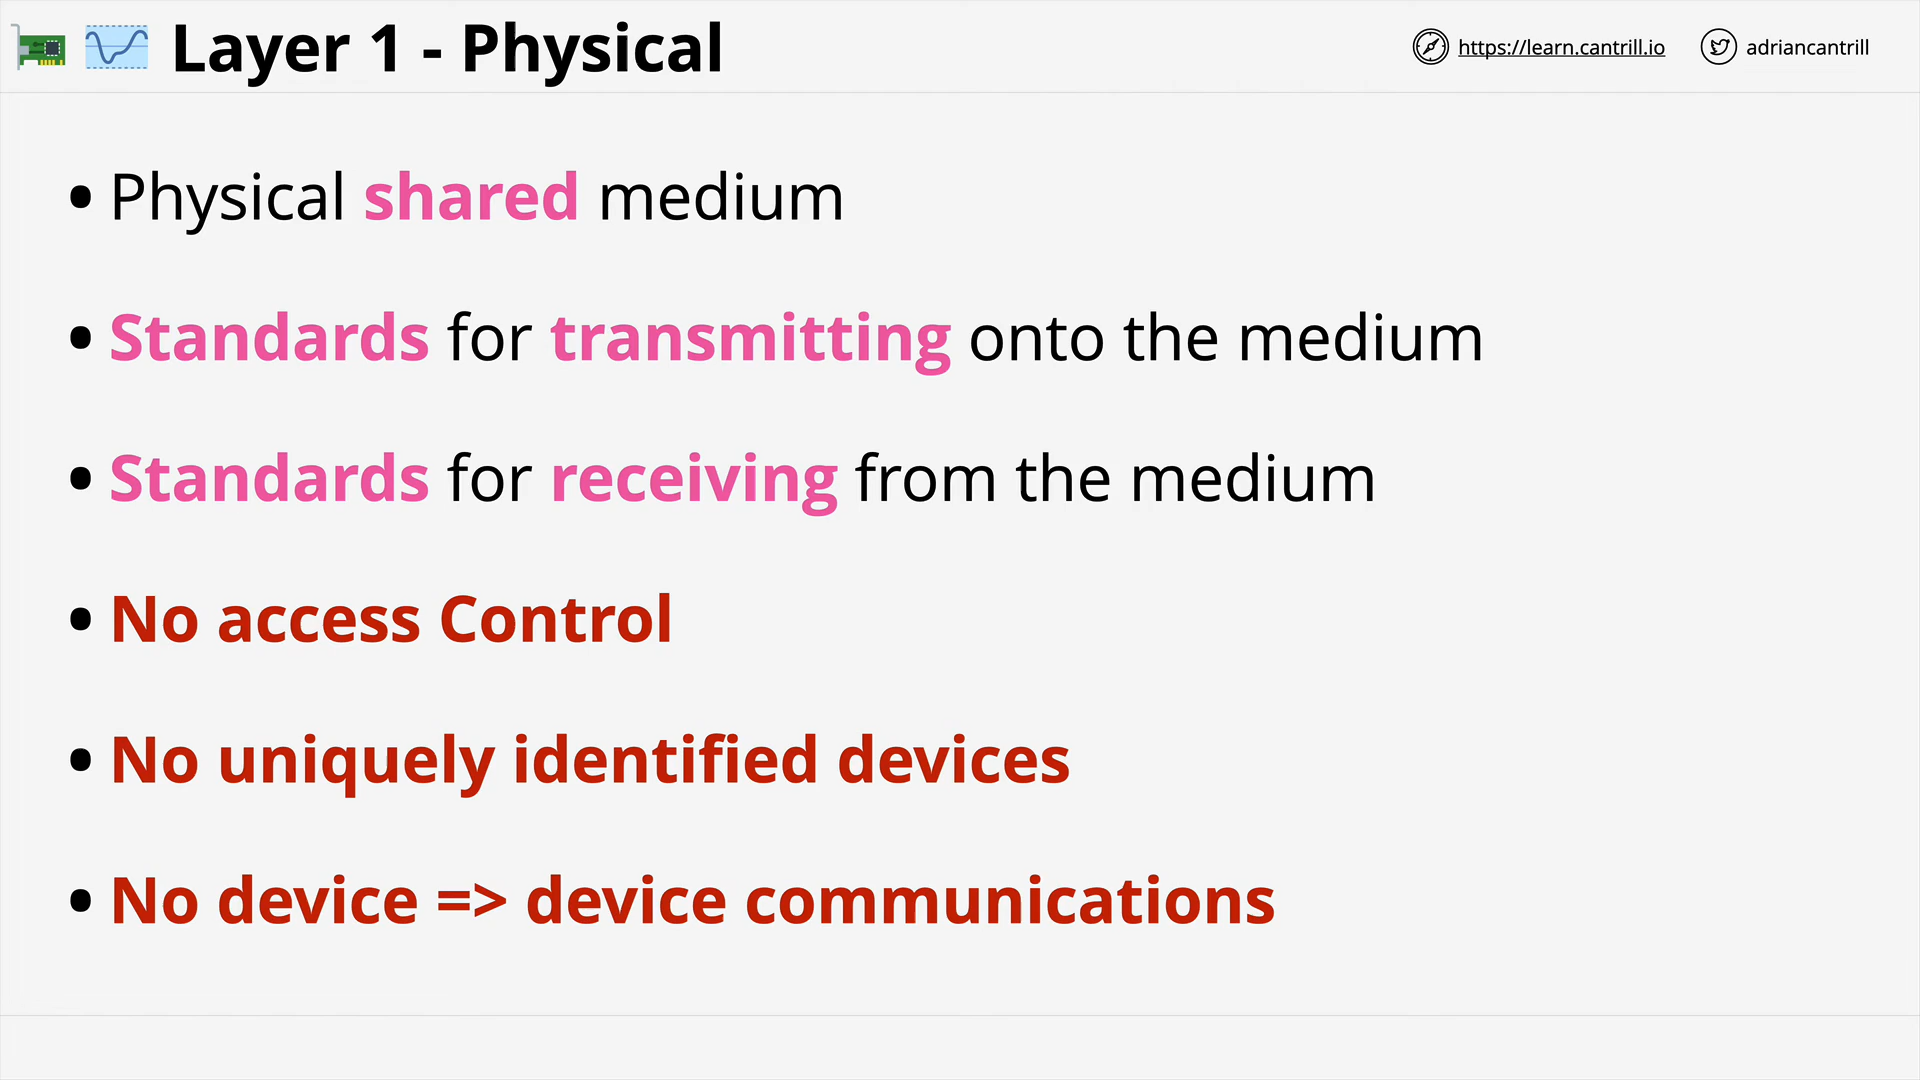 Layer 1 - Physical
https://learn.cantrill.io
adriancantrill
• Physical shared medium
• Standards for transmitting onto the medium
• Standards for receiving from the medium
• No access Control
• No uniquely identified devices
• No device => device communications